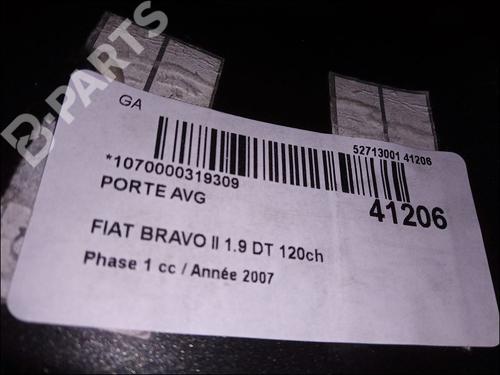 B-PARTS
GA
52713001 41206
*1070000319309
PORTE AVG
41206
FIAT BRAVO II 1.9 DT 120ch
Phase 1 cc / Année 2007